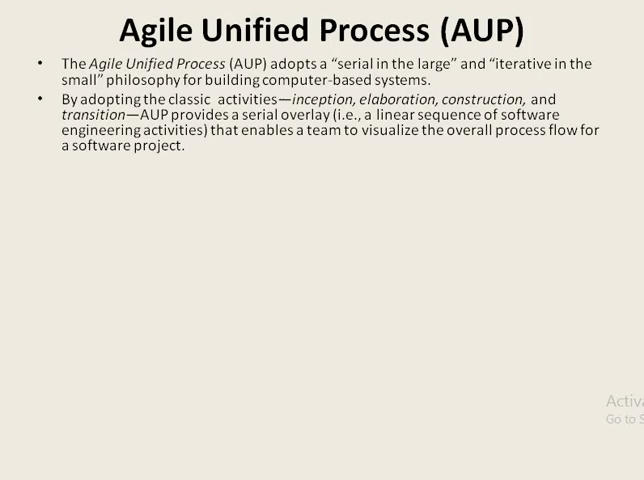 Agile Unified Process (AUP)
• The Agile Unified Process (AUP) adopts a “serial in the large” and “iterative in the
small” philosophy for building computer-based systems.
• By adopting the classic activities—inception, elaboration, construction, and
transition—AUP provides a serial overlay (i.e., a linear sequence of software
engineering activities) that enables a team to visualize the overall process flow for
a software project.
Activa
Go to S